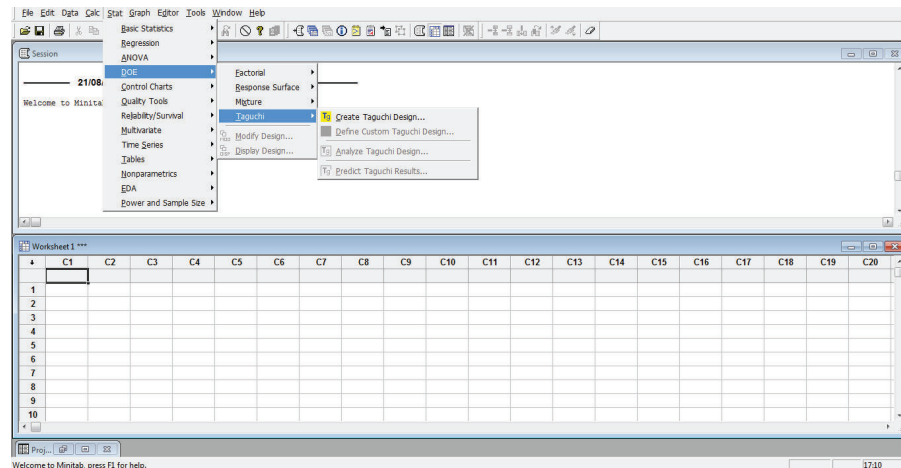 File Edit Data Calc Stat Graph Editor Tools Window Help
Session
21/08
Welcome to Minita
Basic Statistics
Regression
ANOVA
DOE
Control Charts
Quality Tools
Reliability/Survival
Multivariate
Time Series
Tables
Nonparametrics
EDA
Power and Sample Size
Factorial
Response Surface
Mixture
Taguchi
Modify Design...
Display Design...
Create Taguchi Design...
Define Custom Taguchi Design...
Analyze Taguchi Design...
Predict Taguchi Results...
Worksheet 1 ***
C1 C2 C3 C4 C5 C6 C7 C8 C9 C10 C11 C12 C13 C14 C15 C16 C17 C18 C19 C20
1
2
3
4
5
6
7
8
9
10
Proj...
Welcome to Minitab, press F1 for help. 17:10